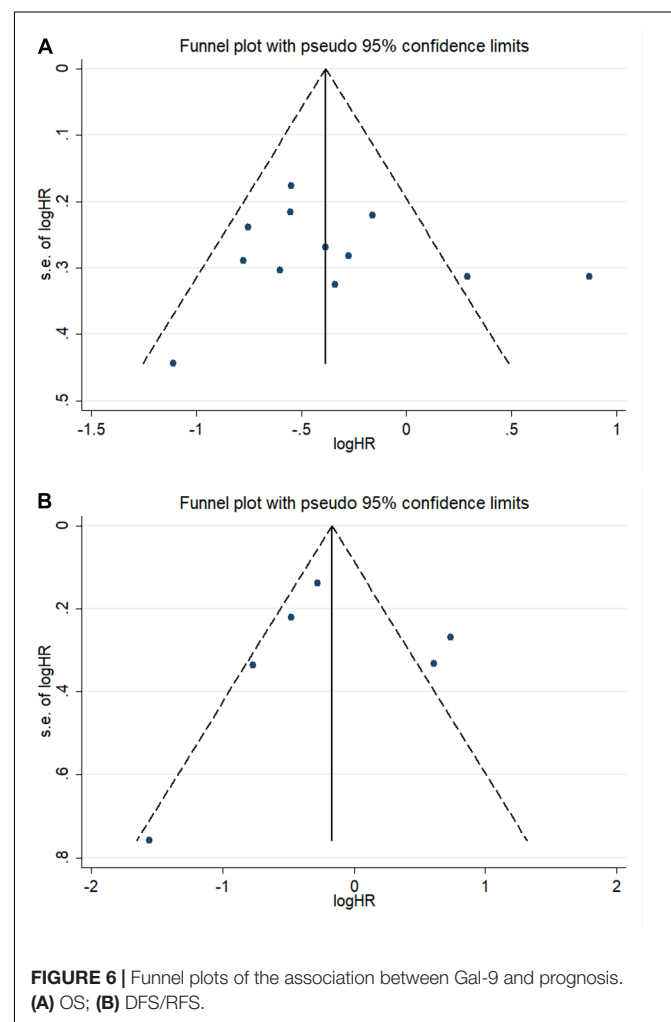 A
Funnel plot with pseudo 95% confidence limits
0
.1
.2
.3
.4
.5
s.e. of logHR
-1.5 -1 -.5 0 .5 1
logHR
B
Funnel plot with pseudo 95% confidence limits
0
.2
.4
.6
.8
s.e. of logHR
-2 -1 0 1 2
logHR
FIGURE 6 | Funnel plots of the association between Gal-9 and prognosis.
(A) OS; (B) DFS/RFS.